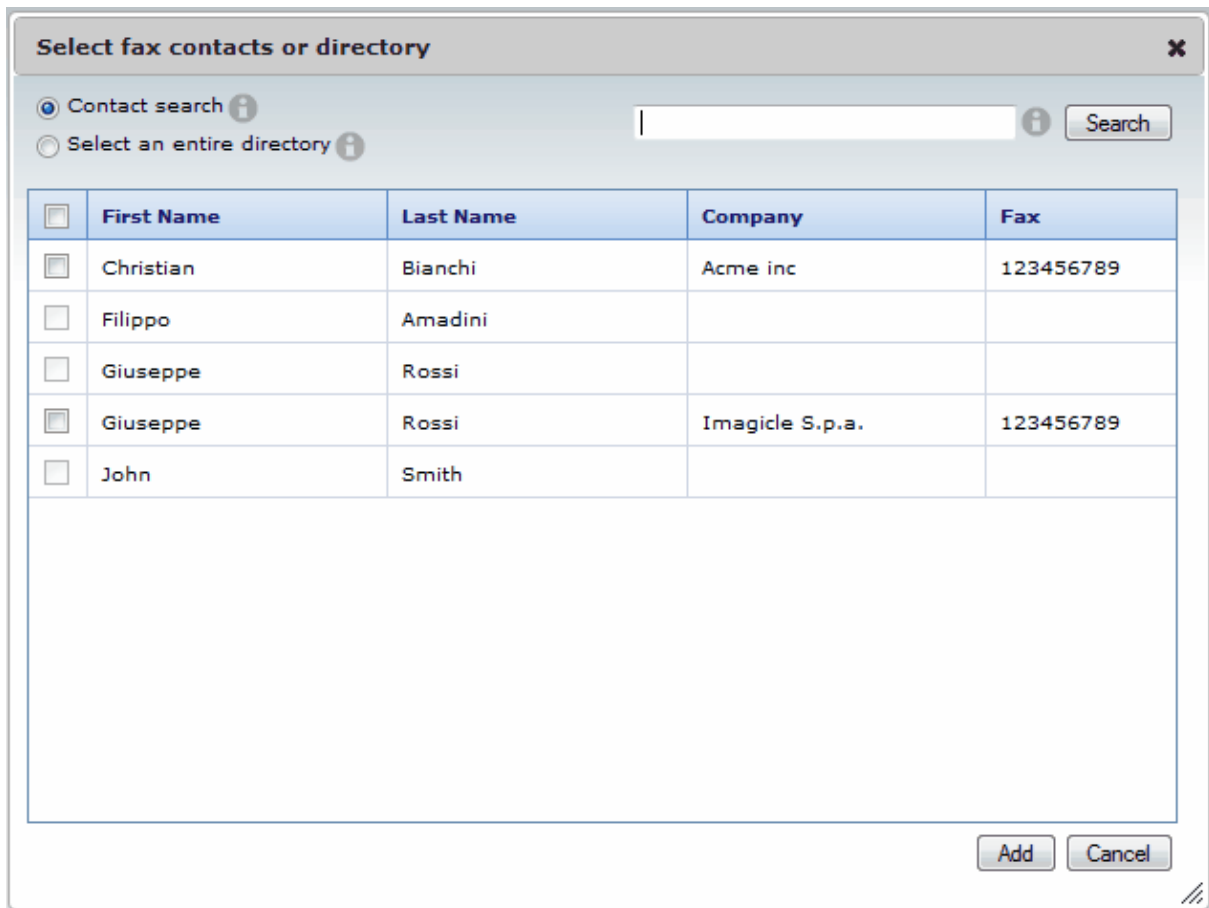 Select fax contacts or directory
Contact search
Select an entire directory
Search
First Name Last Name Company Fax
Christian Bianchi Acme inc 123456789
Filippo Amadini
Giuseppe Rossi
Giuseppe Rossi Imagicle S.p.a. 123456789
John Smith
Add Cancel